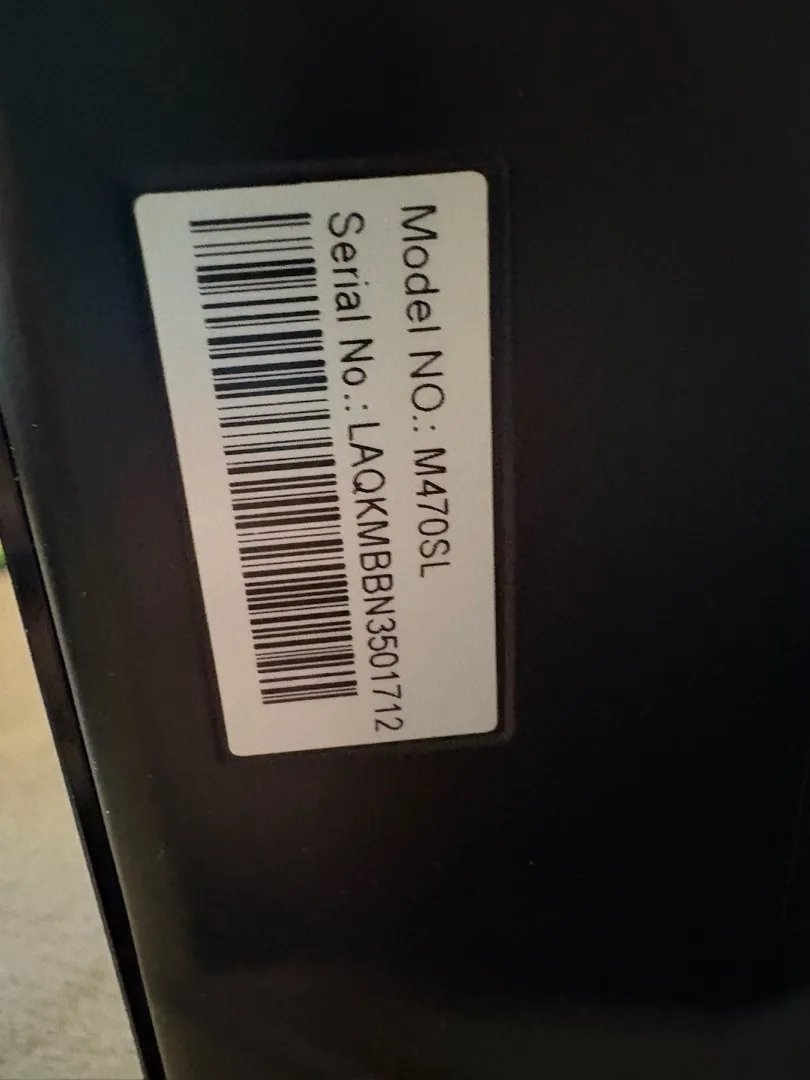 Model NO.: M470SL
Serial No.: LAQKMBBN3501712